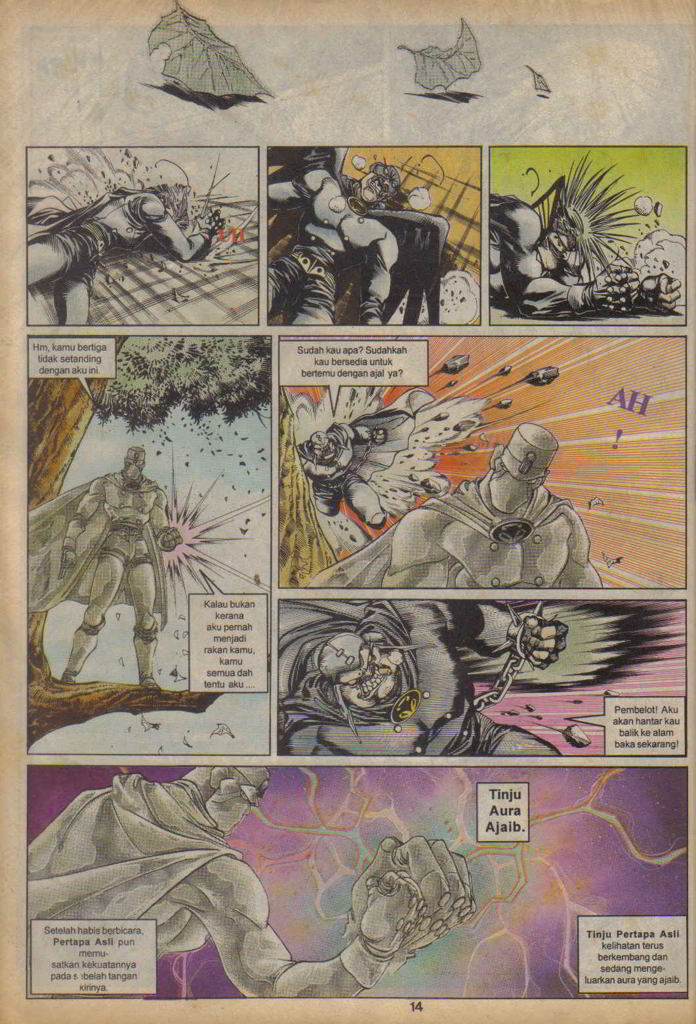 UH
Hm, kamu bertiga
tidak setanding
dengan aku ini.
Kalau bukan
kerana
aku pernah
menjadi
rakan kamu,
kamu
semua dah
tentu aku ....
Sudah kau apa? Sudahkah
kau bersedia untuk
bertemu dengan ajal ya?
AH
!
Pembelot! Aku
akan hantar kau
balik ke alam
baka sekarang!
Tinju
Aura
Ajaib.
Setelah habis berbicara,
Pertapa Asli pun
memu-
satkan kekuatannya
pada sebelah tangan
kirinya.
Tinju Pertapa Asli
kelihatan terus
berkembang dan
sedang menge-
luarkan aura yang ajaib.
14